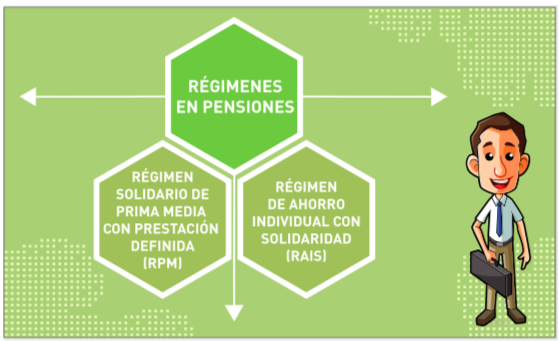 RÉGIMENES
EN PENSIONES
RÉGIMEN
SOLIDARIO DE
PRIMA MEDIA
CON PRESTACIÓN
DEFINIDA
(RPM)
RÉGIMEN
DE AHORRO
INDIVIDUAL CON
SOLIDARIDAD
(RAIS)